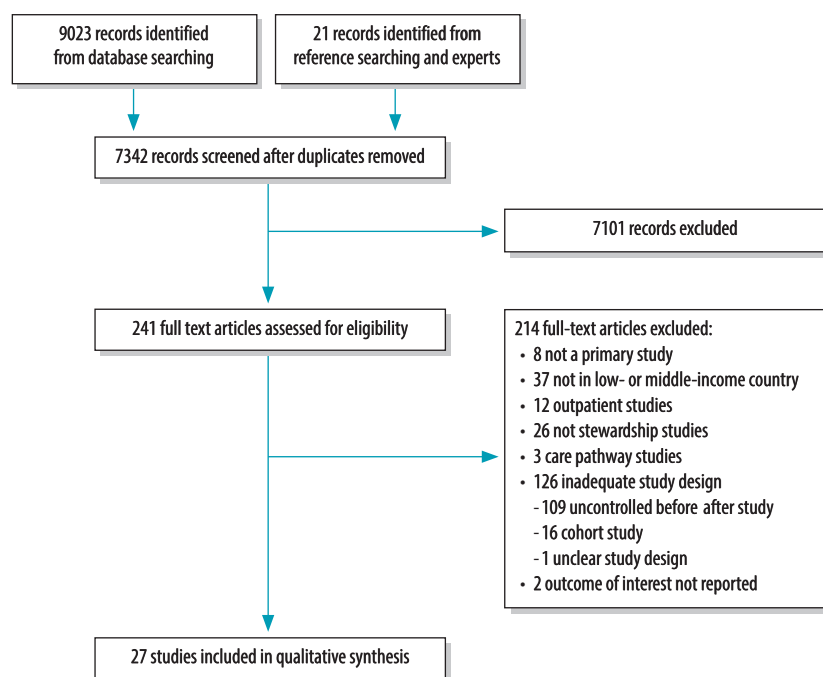 9023 records identified
from database searching
21 records identified from
reference searching and experts
7342 records screened after duplicates removed
7101 records excluded
241 full text articles assessed for eligibility
214 full-text articles excluded:
• 8 not a primary study
• 37 not in low- or middle-income country
• 12 outpatient studies
• 26 not stewardship studies
• 3 care pathway studies
• 126 inadequate study design
- 109 uncontrolled before after study
- 16 cohort study
- 1 unclear study design
• 2 outcome of interest not reported
27 studies included in qualitative synthesis